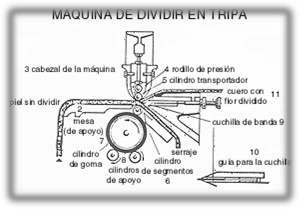 MAQUINA DE DIVIDIR EN TRIPA
3 cabezal de la máquina
4 rodillo de presión
5 cilindro transportador
cuero con
flor dividido
11
piel sin dividir
2
mesa
(de apoyo)
cuchilla de banda 9
7
cilindro
de goma
8
cilindros
de apoyo
serraje
cilindro
de segmentos
6
10
guía para la cuchilla